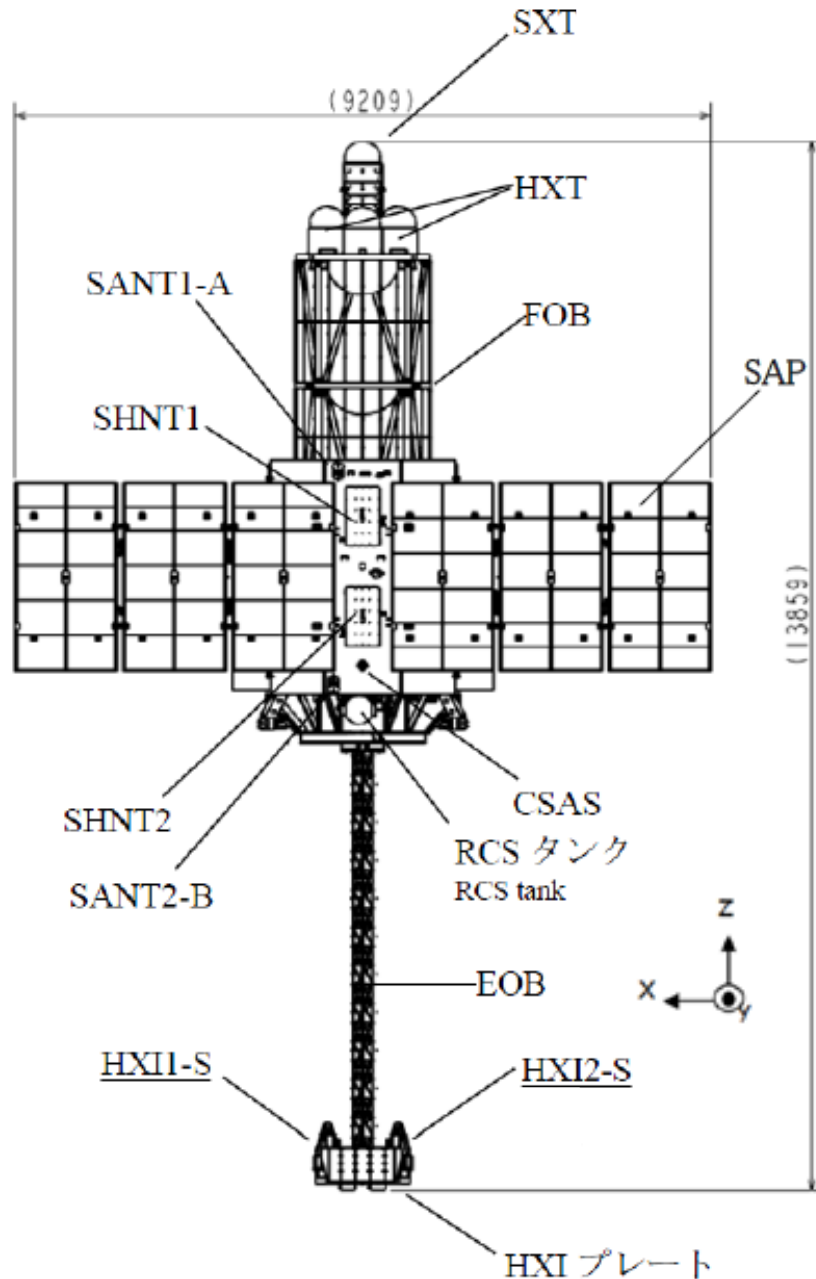 SXT
(9209)
HXT
SANT1-A
FOB
SAP
SHNT1
(13859)
SHNT2
CSAS
RCS タンク
RCS tank
SANT2-B
Z
X
y
EOB
HXI1-S
HXI2-S
HXI プレート